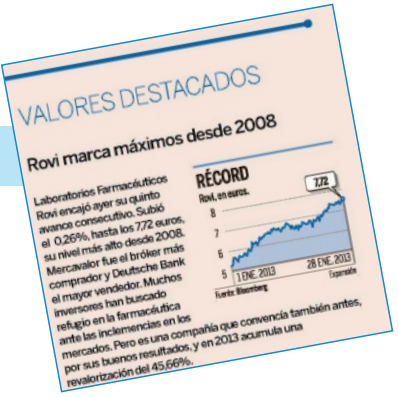 VALORES DESTACADOS
Rovi marca máximos desde 2008
Laboratorios Farmacéuticos
Rovi encajó ayer su quinto
avance consecutivo. Subió
el 0,26%, hasta los 7,72 euros,
su nivel más alto desde 2008.
Mercavalor fue el bróker más
comprador y Deutsche Bank
el mayor vendedor. Muchos
inversores han buscado
refugio en la farmacéutica
ante las inclemencias en los
mercados. Pero es una compañía que convencía también antes,
por sus buenos resultados, y en 2013 acumula una
revalorización del 45,66%.
RÉCORD
Rovi, en euros.
7,72
8
7
6
5
1 ENE. 2013
28 ENE. 2013
Fuente: Bloomberg
Expansión